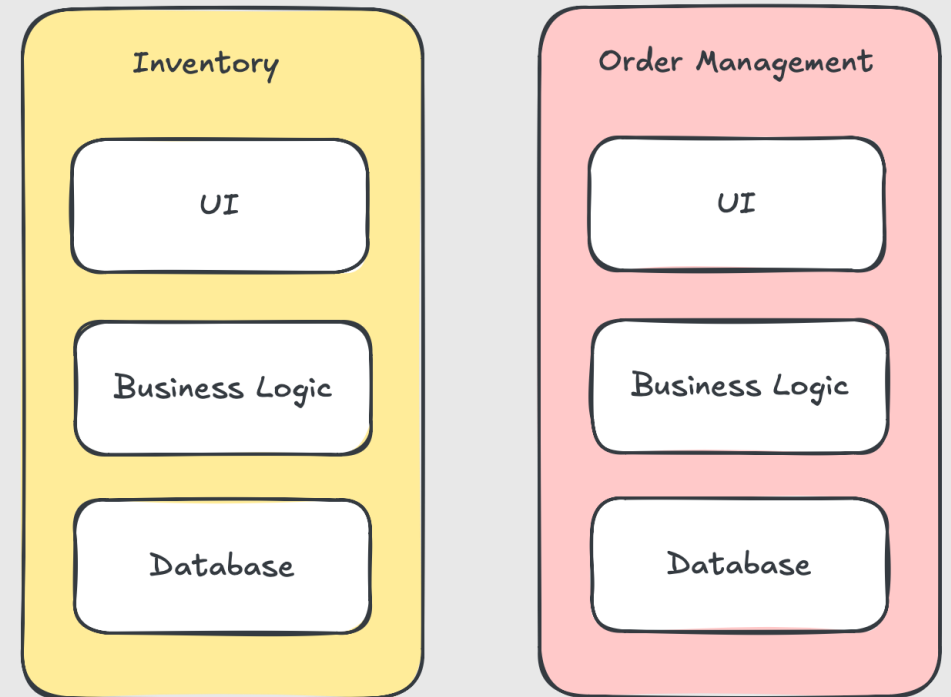 Inventory
UI
Business Logic
Database
Order Management
UI
Business Logic
Database